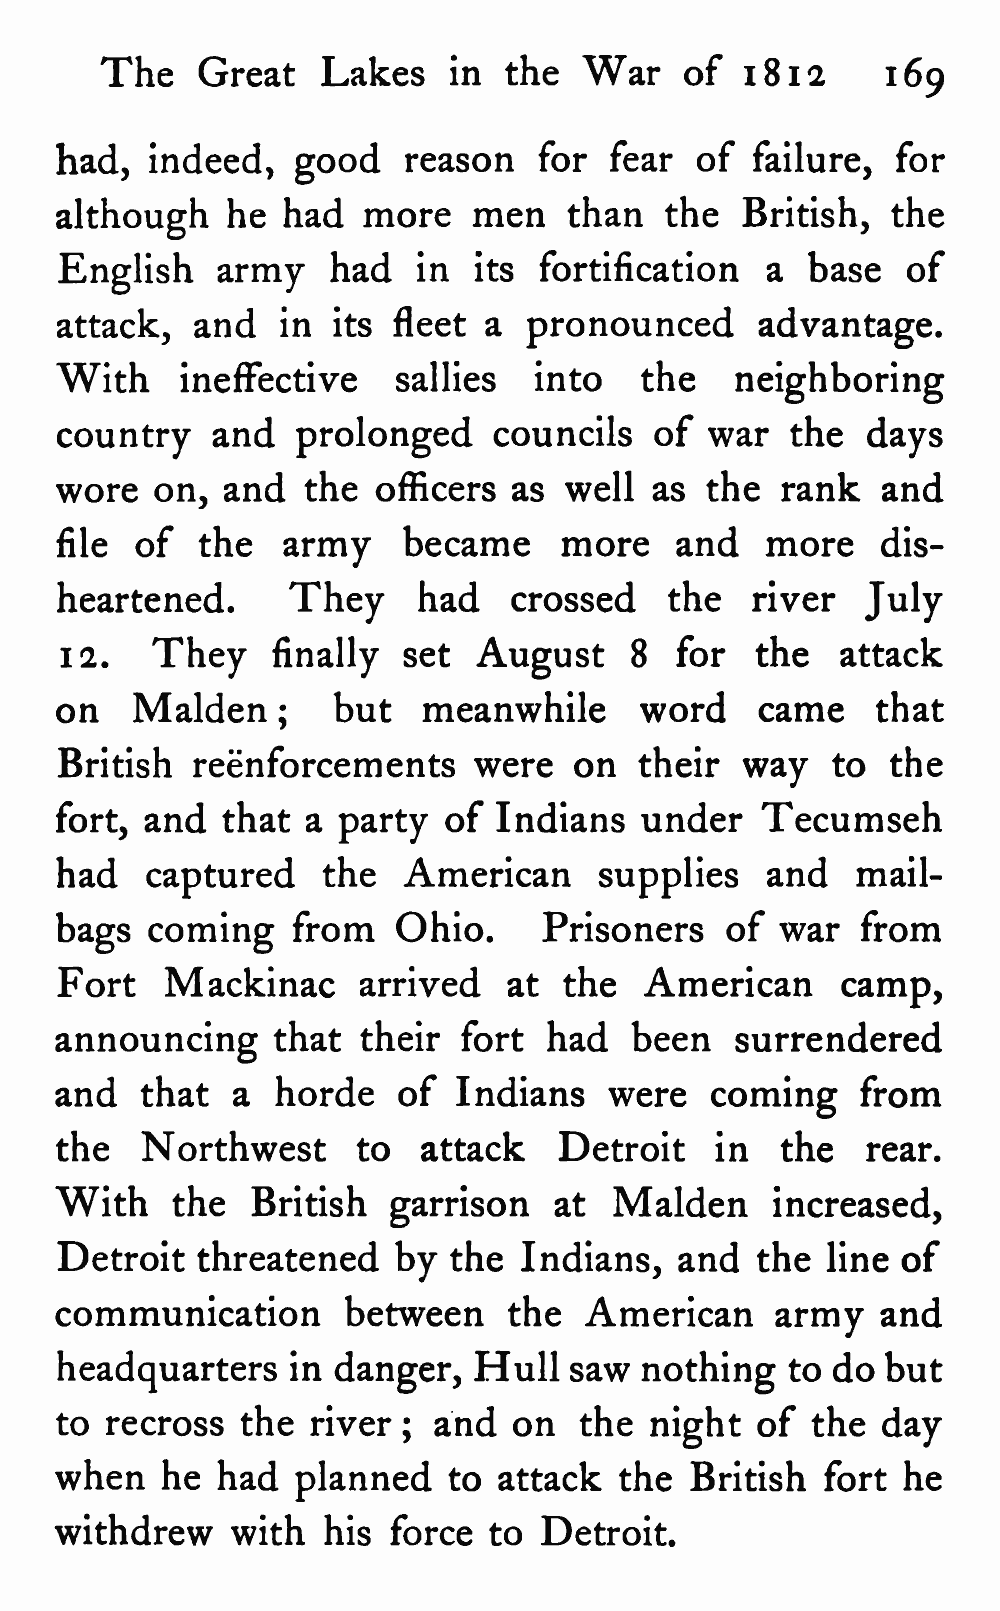 The Great Lakes in the War of 1812 169
had, indeed, good reason for fear of failure, for
although he had more men than the British, the
English army had in its fortification a base of
attack, and in its fleet a pronounced advantage.
With ineffective sallies into the neighboring
country and prolonged councils of war the days
wore on, and the officers as well as the rank and
file of the army became more and more dis-
heartened. They had crossed the river July
12. They finally set August 8 for the attack
on Malden; but meanwhile word came that
British reënforcements were on their way to the
fort, and that a party of Indians under Tecumseh
had captured the American supplies and mail-
bags coming from Ohio. Prisoners of war from
Fort Mackinac arrived at the American camp,
announcing that their fort had been surrendered
and that a horde of Indians were coming from
the Northwest to attack Detroit in the rear.
With the British garrison at Malden increased,
Detroit threatened by the Indians, and the line of
communication between the American army and
headquarters in danger, Hull saw nothing to do but
to recross the river; and on the night of the day
when he had planned to attack the British fort he
withdrew with his force to Detroit.